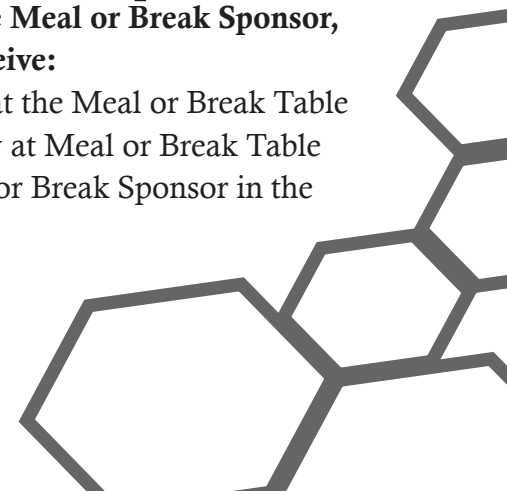 Meal or Break Sponsor,
eive:
at the Meal or Break Table
at Meal or Break Table
or Break Sponsor in the